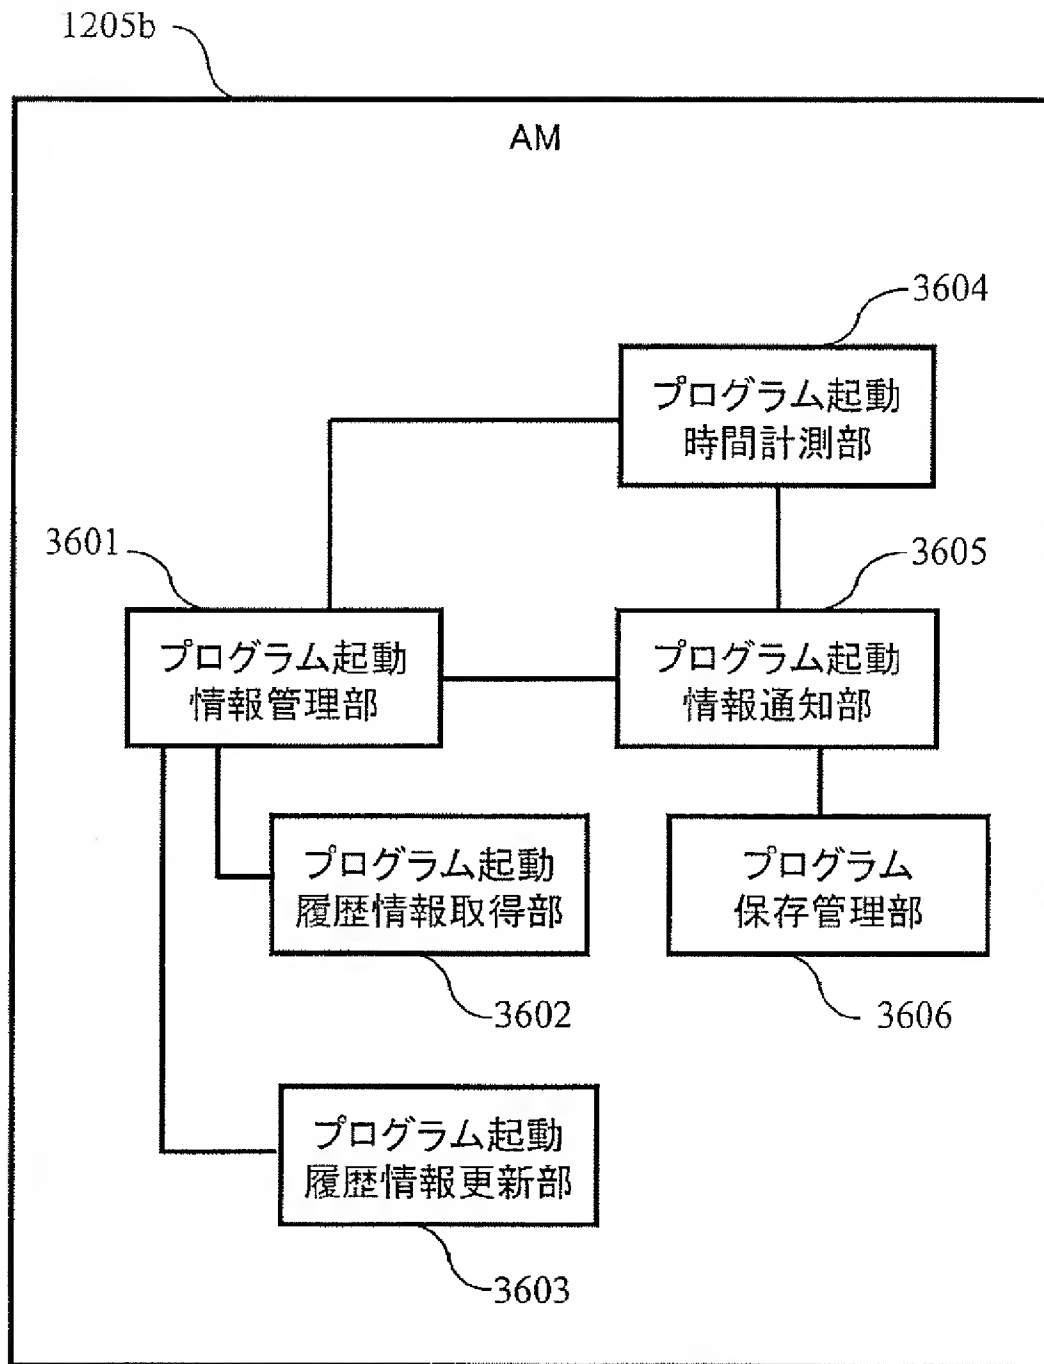 1205b
AM
3604
プログラム起動
時間計測部
3601
3605
プログラム起動
情報管理部
プログラム起動
情報通知部
プログラム起動
履歴情報取得部
プログラム
保存管理部
3602
3606
プログラム起動
履歴情報更新部
3603